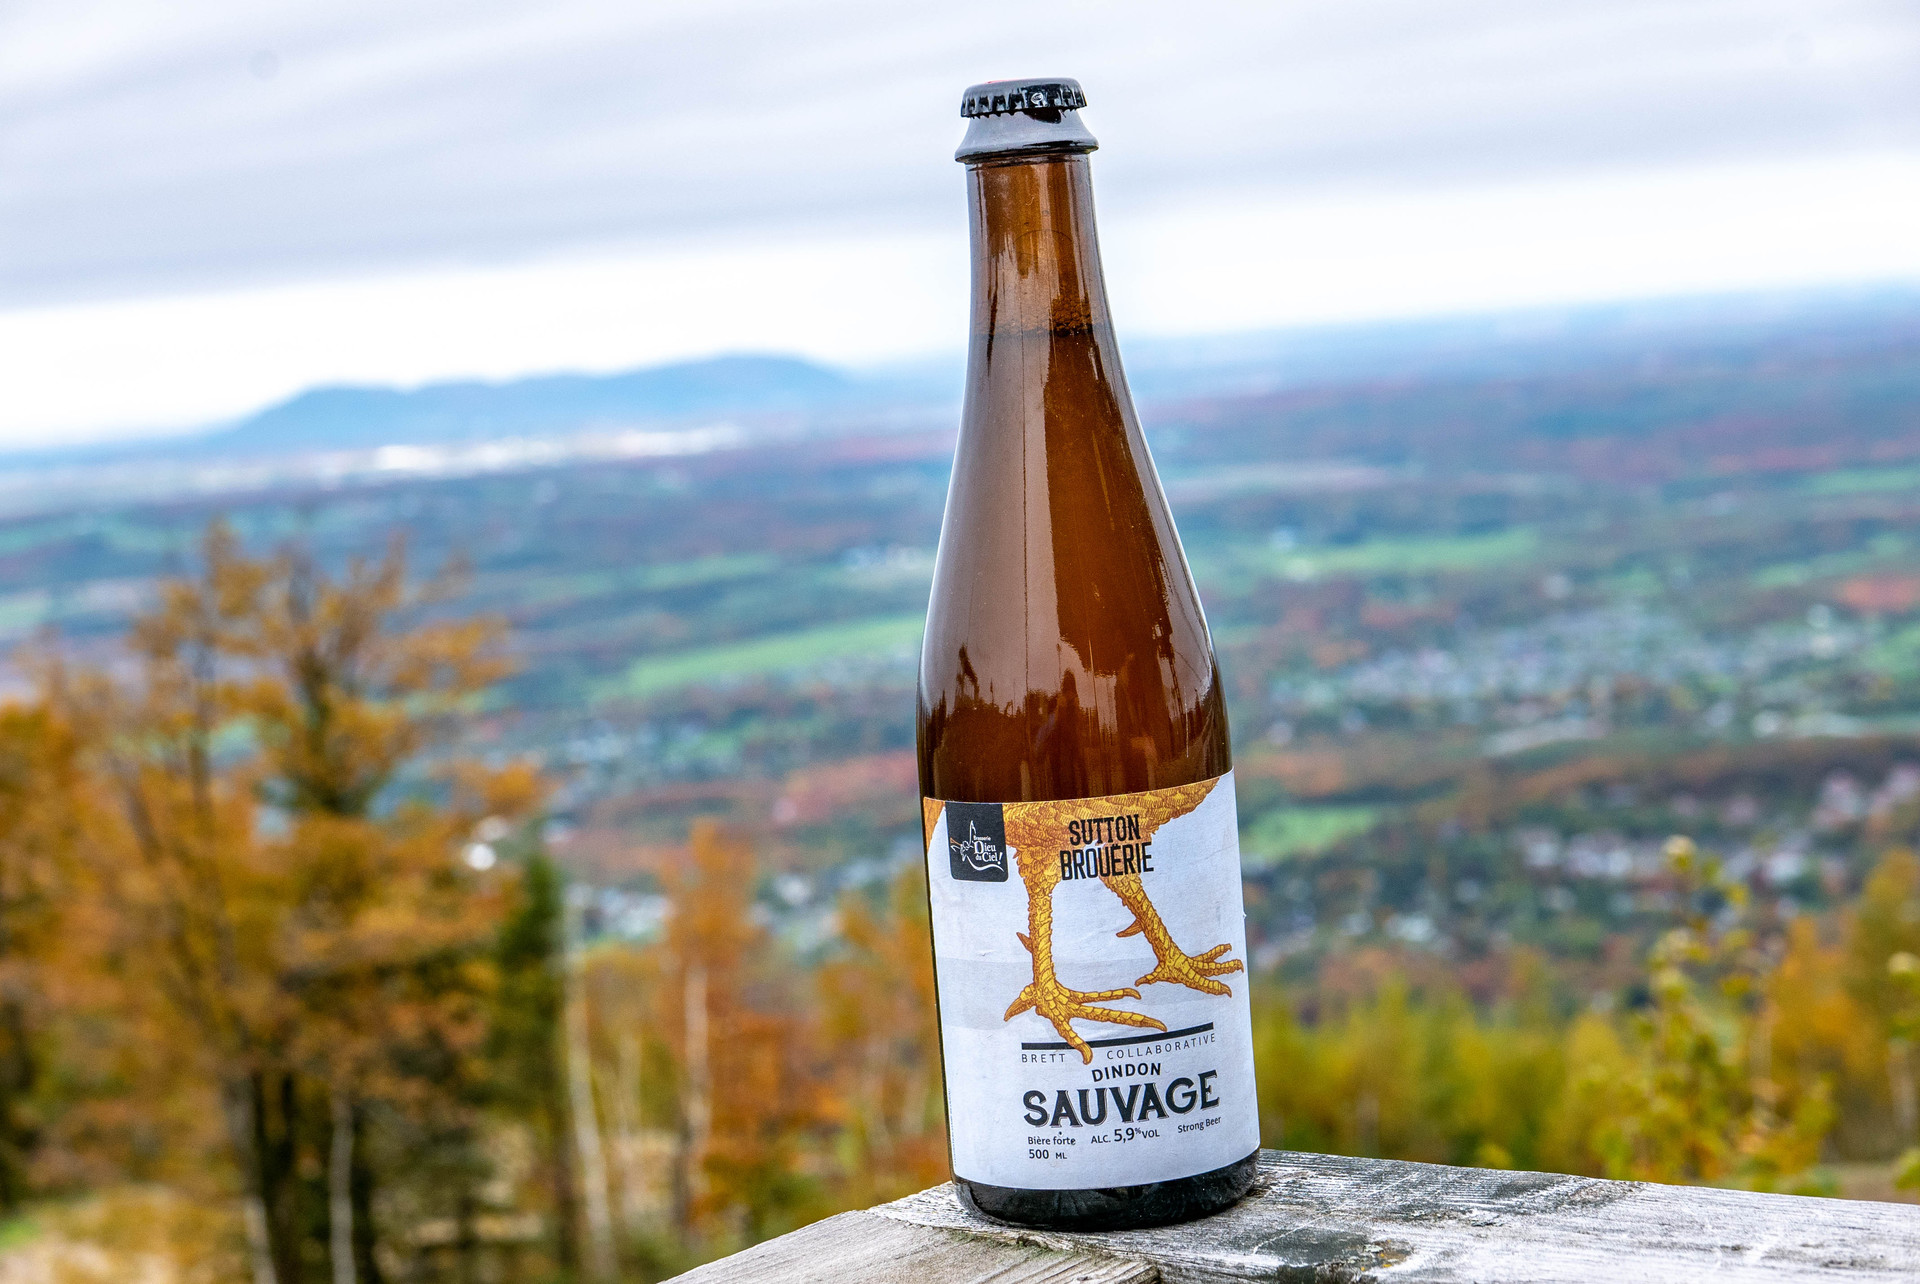 Brasserie
Dieu
du Ciel!
SUTTON
BROUËRIE
BRETT COLLABORATIVE
DINDON
SAUVAGE
Bière forte ALC. 5,9% VOL Strong Beer
500 ML